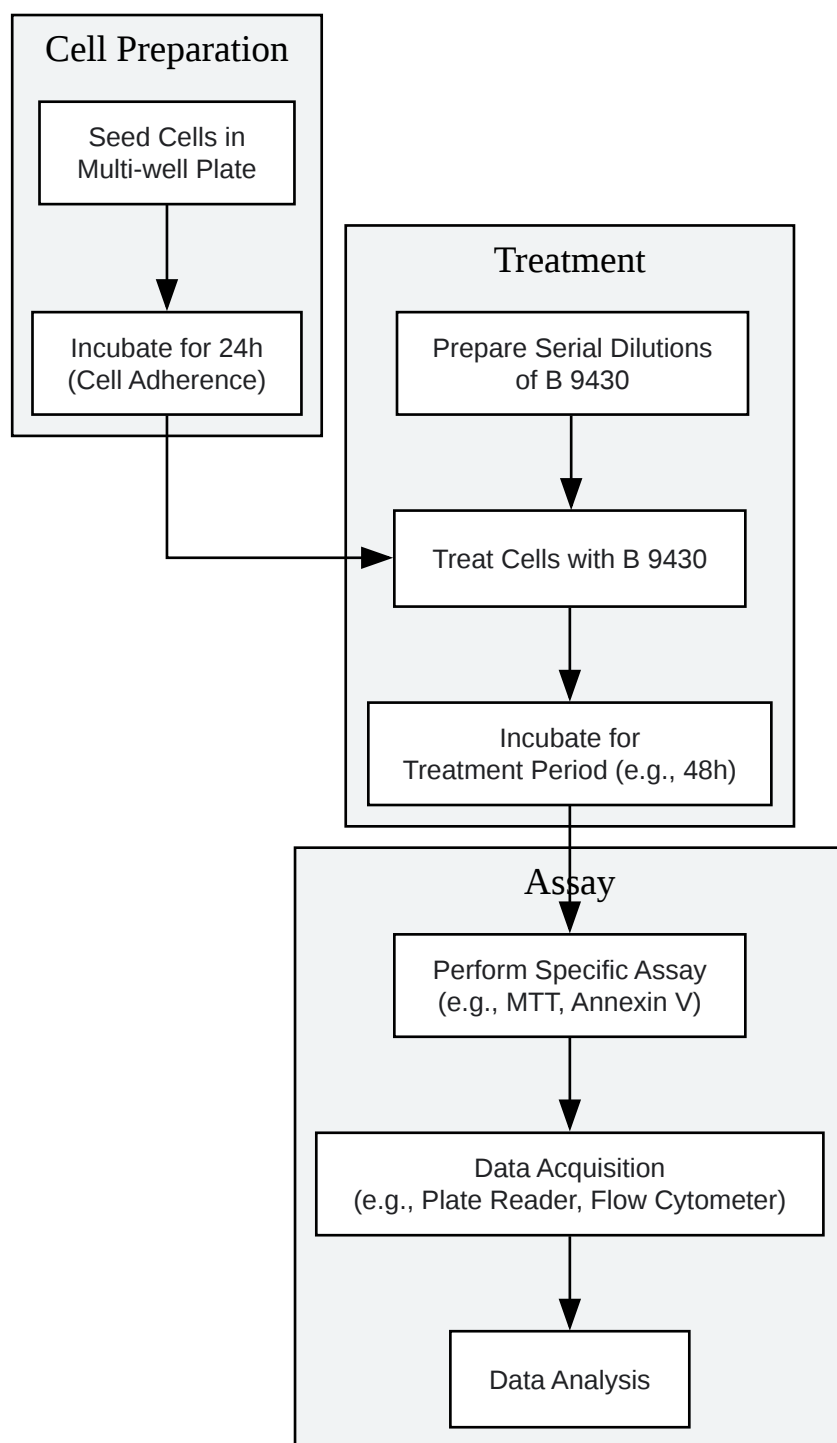 Cell Preparation
Seed Cells in
Multi-well Plate
Incubate for 24h
(Cell Adherence)
Treatment
Prepare Serial Dilutions
of B 9430
Treat Cells with B 9430
Incubate for
Treatment Period (e.g., 48h)
Assay
Perform Specific Assay
(e.g., MTT, Annexin V)
Data Acquisition
(e.g., Plate Reader, Flow Cytometer)
Data Analysis